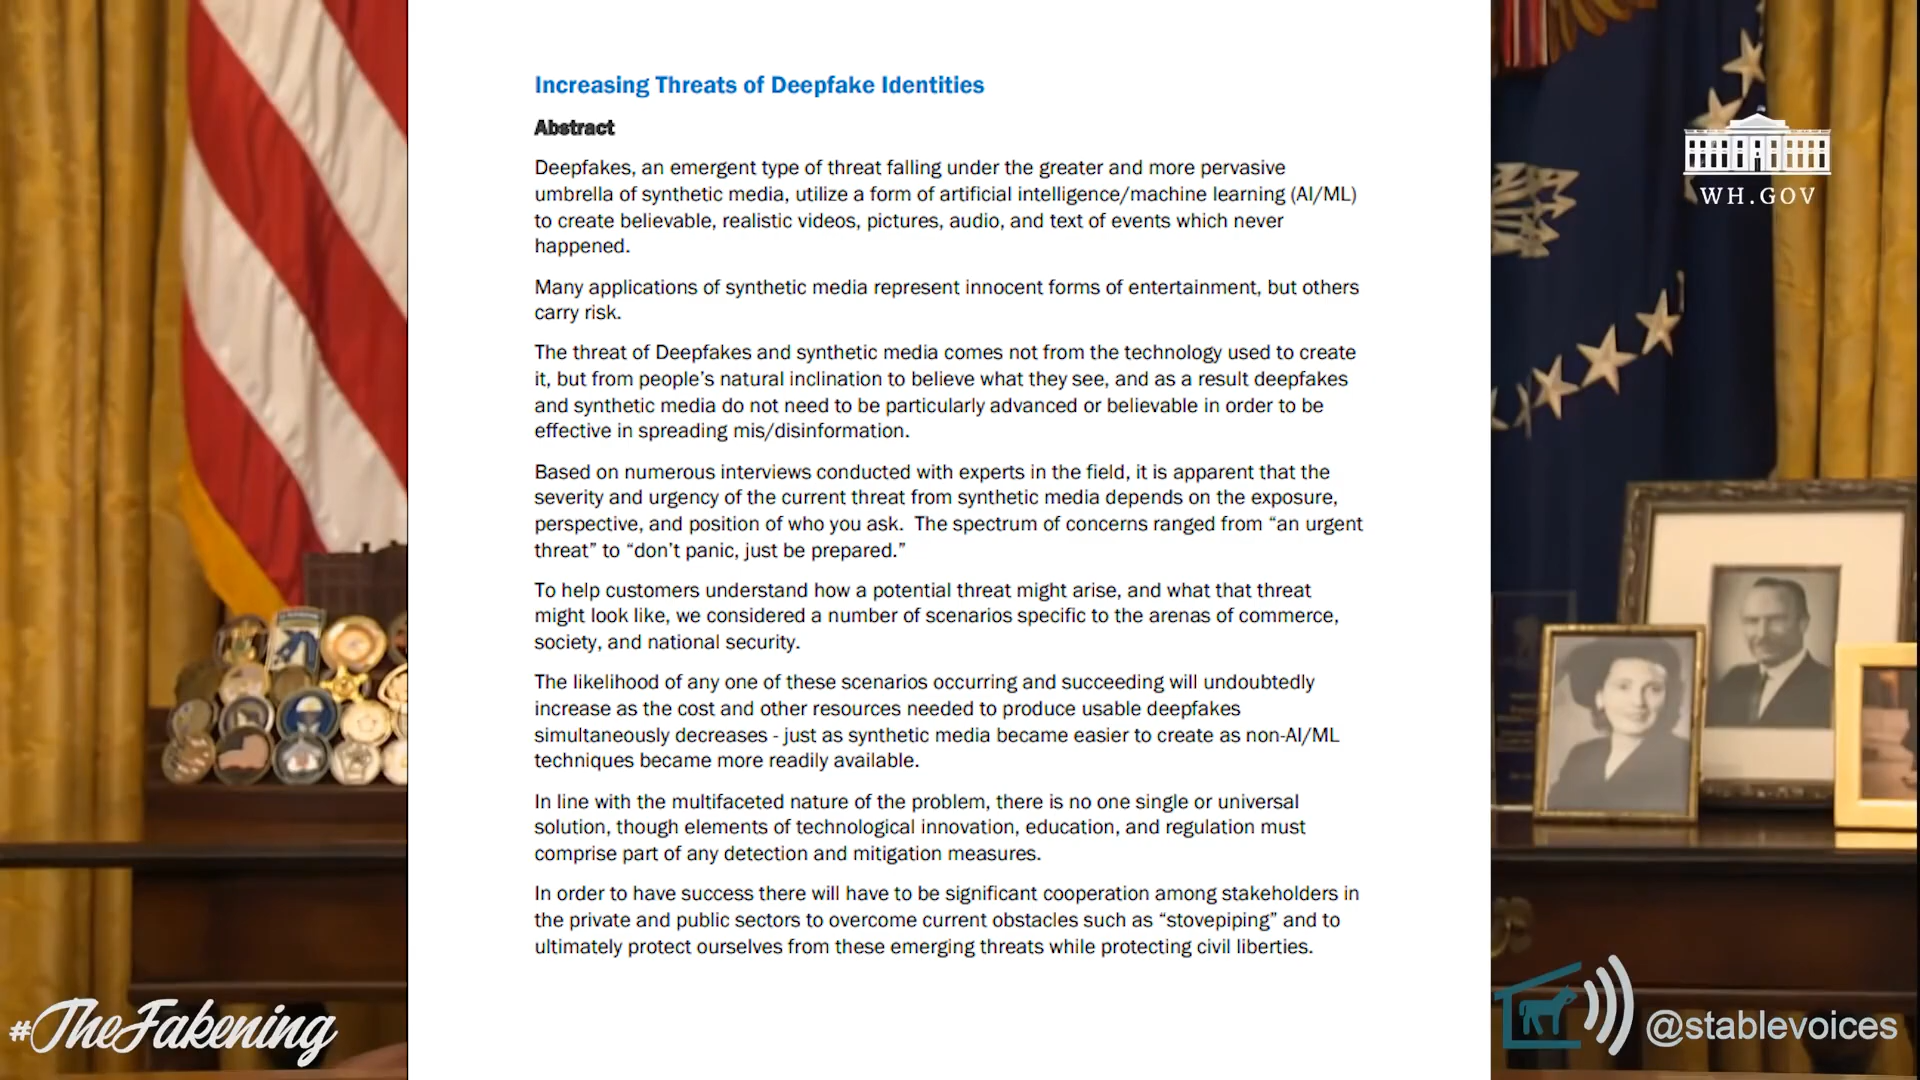 Increasing Threats of Deepfake Identities
Abstract
Deepfakes, an emergent type of threat falling under the greater and more pervasive
umbrella of synthetic media, utilize a form of artificial intelligence/machine learning (AI/ML)
to create believable, realistic videos, pictures, audio, and text of events which never
happened.
Many applications of synthetic media represent innocent forms of entertainment, but others
carry risk.
The threat of Deepfakes and synthetic media comes not from the technology used to create
it, but from people’s natural inclination to believe what they see, and as a result deepfakes
and synthetic media do not need to be particularly advanced or believable in order to be
effective in spreading mis/disinformation.
Based on numerous interviews conducted with experts in the field, it is apparent that the
severity and urgency of the current threat from synthetic media depends on the exposure,
perspective, and position of who you ask.  The spectrum of concerns ranged from “an urgent
threat” to “don’t panic, just be prepared.”
To help customers understand how a potential threat might arise, and what that threat
might look like, we considered a number of scenarios specific to the arenas of commerce,
society, and national security.
The likelihood of any one of these scenarios occurring and succeeding will undoubtedly
increase as the cost and other resources needed to produce usable deepfakes
simultaneously decreases - just as synthetic media became easier to create as non-AI/ML
techniques became more readily available.
In line with the multifaceted nature of the problem, there is no one single or universal
solution, though elements of technological innovation, education, and regulation must
comprise part of any detection and mitigation measures.
In order to have success there will have to be significant cooperation among stakeholders in
the private and public sectors to overcome current obstacles such as “stovepiping” and to
ultimately protect ourselves from these emerging threats while protecting civil liberties.
WH.GOV
#TheFakening
@stablevoices